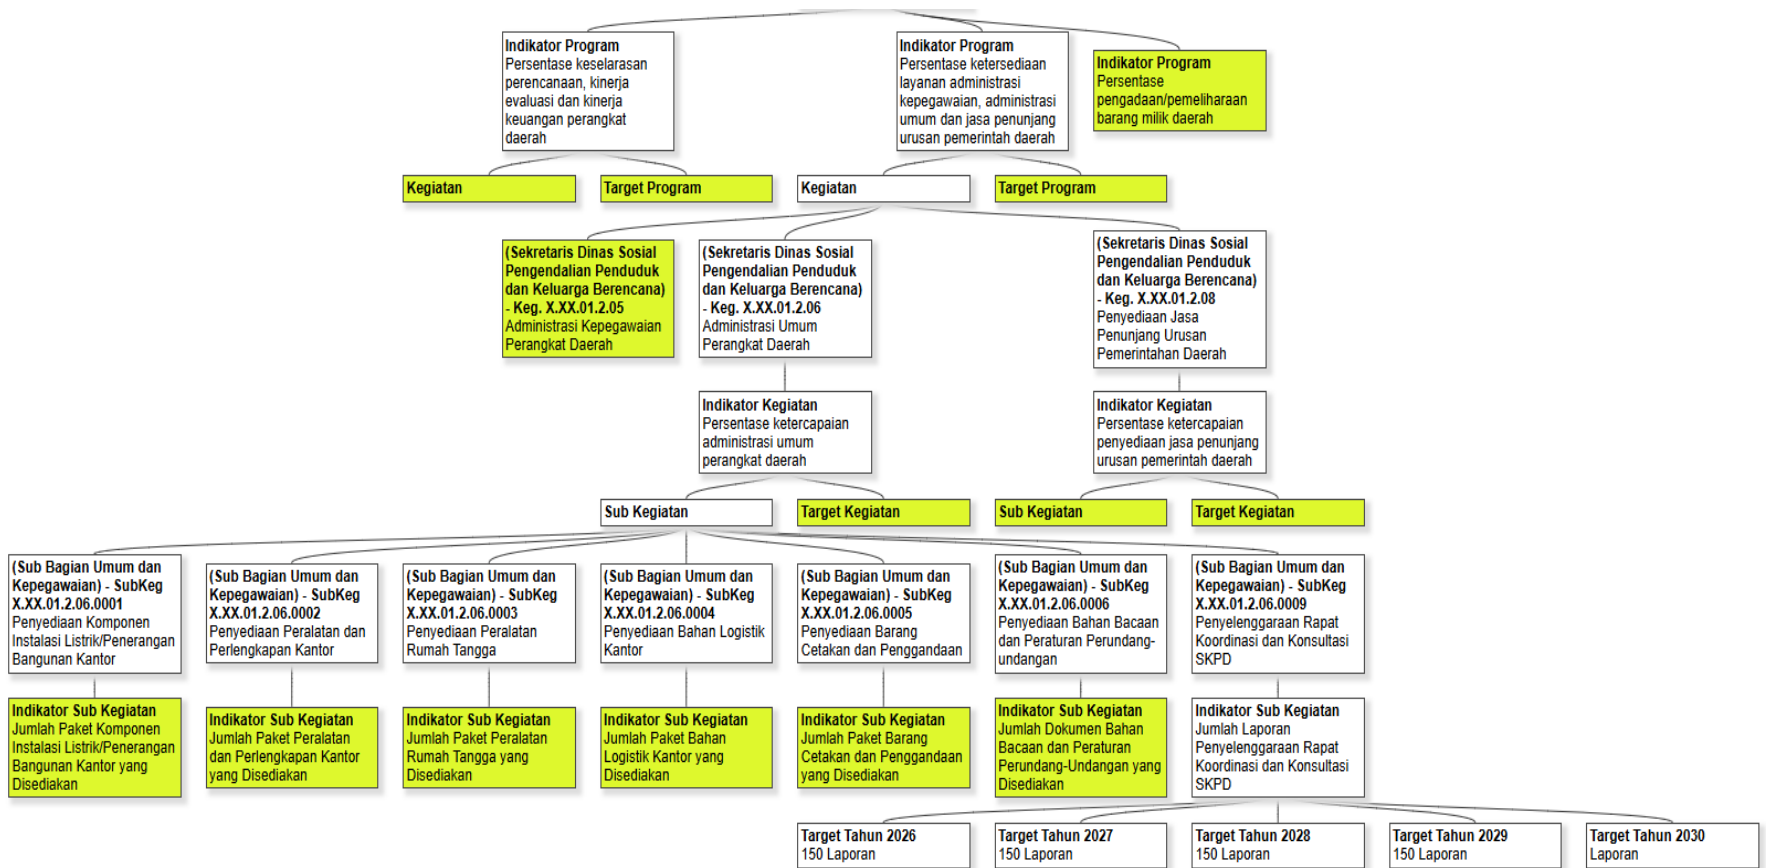 Indikator Program
Persentase keselarasan
perencanaan, kinerja
evaluasi dan kinerja
keuangan perangkat
daerah
Indikator Program
Persentase ketersediaan
layanan administrasi
kepegawaian, administrasi
umum dan jasa penunjang
urusan pemerintah daerah
Indikator Program
Persentase
pengadaan/pemeliharaan
barang milik daerah
Kegiatan
Target Program
Kegiatan
Target Program
(Sekretaris Dinas Sosial
Pengendalian Penduduk
dan Keluarga Berencana)
- Keg. X.XX.01.2.05
Administrasi Kepegawaian
Perangkat Daerah
(Sekretaris Dinas Sosial
Pengendalian Penduduk
dan Keluarga Berencana)
- Keg. X.XX.01.2.06
Administrasi Umum
Perangkat Daerah
(Sekretaris Dinas Sosial
Pengendalian Penduduk
dan Keluarga Berencana)
- Keg. X.XX.01.2.08
Penyediaan Jasa
Penunjang Urusan
Pemerintahan Daerah
Indikator Kegiatan
Persentase ketercapaian
administrasi umum
perangkat daerah
Indikator Kegiatan
Persentase ketercapaian
penyediaan jasa penunjang
urusan pemerintah daerah
Sub Kegiatan
Target Kegiatan
Sub Kegiatan
Target Kegiatan
(Sub Bagian Umum dan
Kepegawaian) - SubKeg
X.XX.01.2.06.0001
Penyediaan Komponen
Instalasi Listrik/Penerangan
Bangunan Kantor
(Sub Bagian Umum dan
Kepegawaian) - SubKeg
X.XX.01.2.06.0002
Penyediaan Peralatan dan
Perlengkapan Kantor
(Sub Bagian Umum dan
Kepegawaian) - SubKeg
X.XX.01.2.06.0003
Penyediaan Peralatan
Rumah Tangga
(Sub Bagian Umum dan
Kepegawaian) - SubKeg
X.XX.01.2.06.0004
Penyediaan Bahan Logistik
Kantor
(Sub Bagian Umum dan
Kepegawaian) - SubKeg
X.XX.01.2.06.0005
Penyediaan Barang
Cetakan dan Penggandaan
(Sub Bagian Umum dan
Kepegawaian) - SubKeg
X.XX.01.2.06.0006
Penyediaan Bahan Bacaan
dan Peraturan Perundang-
undangan
(Sub Bagian Umum dan
Kepegawaian) - SubKeg
X.XX.01.2.06.0009
Penyelenggaraan Rapat
Koordinasi dan Konsultasi
SKPD
Indikator Sub Kegiatan
Jumlah Paket Komponen
Instalasi Listrik/Penerangan
Bangunan Kantor yang
Disediakan
Indikator Sub Kegiatan
Jumlah Paket Peralatan
dan Perlengkapan Kantor
yang Disediakan
Indikator Sub Kegiatan
Jumlah Paket Peralatan
Rumah Tangga yang
Disediakan
Indikator Sub Kegiatan
Jumlah Paket Bahan
Logistik Kantor yang
Disediakan
Indikator Sub Kegiatan
Jumlah Paket Barang
Cetakan dan Penggandaan
yang Disediakan
Indikator Sub Kegiatan
Jumlah Dokumen Bahan
Bacaan dan Peraturan
Perundang-Undangan yang
Disediakan
Indikator Sub Kegiatan
Jumlah Laporan
Penyelenggaraan Rapat
Koordinasi dan Konsultasi
SKPD
Target Tahun 2026
150 Laporan
Target Tahun 2027
150 Laporan
Target Tahun 2028
150 Laporan
Target Tahun 2029
150 Laporan
Target Tahun 2030
Laporan